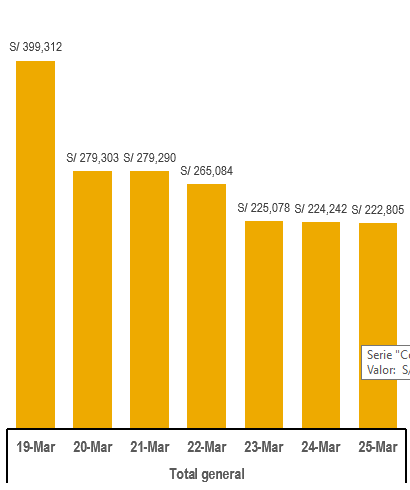 S/ 399,312
S/ 279,303 S/ 279,290
S/ 265,084
S/ 225,078 S/ 224,242 S/ 222,805
Serie
Valor:
19-Mar 20-Mar 21-Mar 22-Mar 23-Mar 24-Mar 25-Mar
Total general